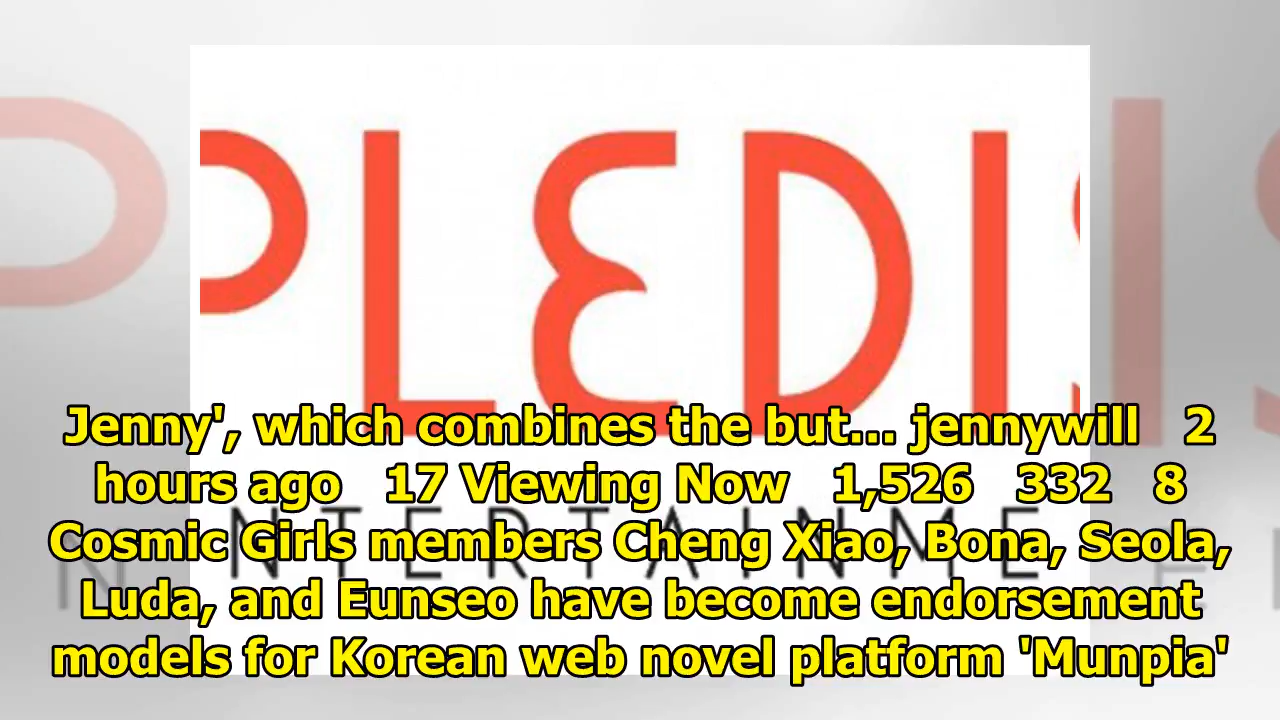 PLEDIS
NTERTAINME
Jenny', which combines the but... jennywill 2
hours ago 17 Viewing Now 1,526 332 8
Cosmic Girls members Cheng Xiao, Bona, Seola,
Luda, and Eunseo have become endorsement
models for Korean web novel platform 'Munpia'